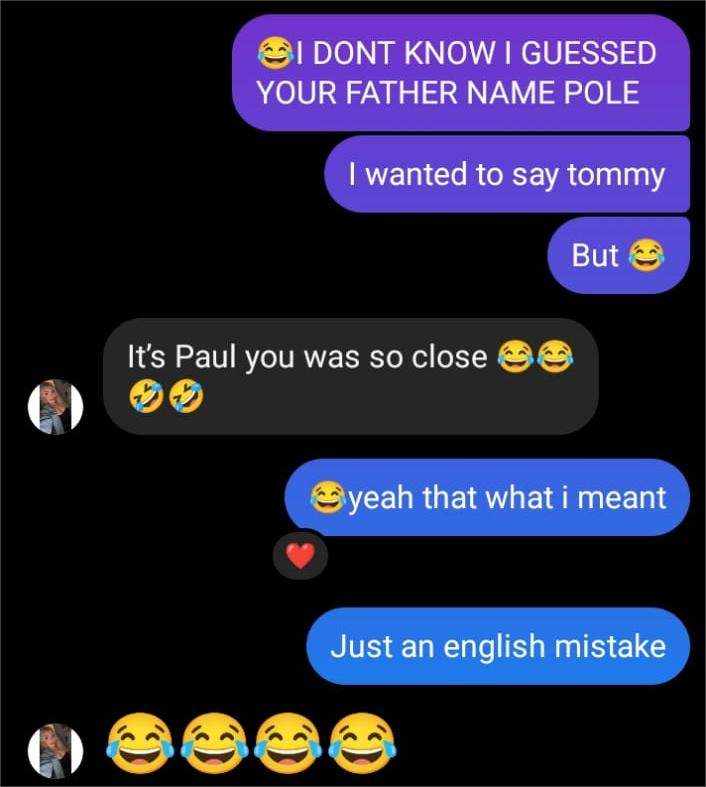 😂I DONT KNOW I GUESSED
YOUR FATHER NAME POLE
I wanted to say tommy
But 😂
It's Paul you was so close 😂😂
🤣🤣
😂yeah that what i meant
❤️
Just an english mistake
😂😂😂😂